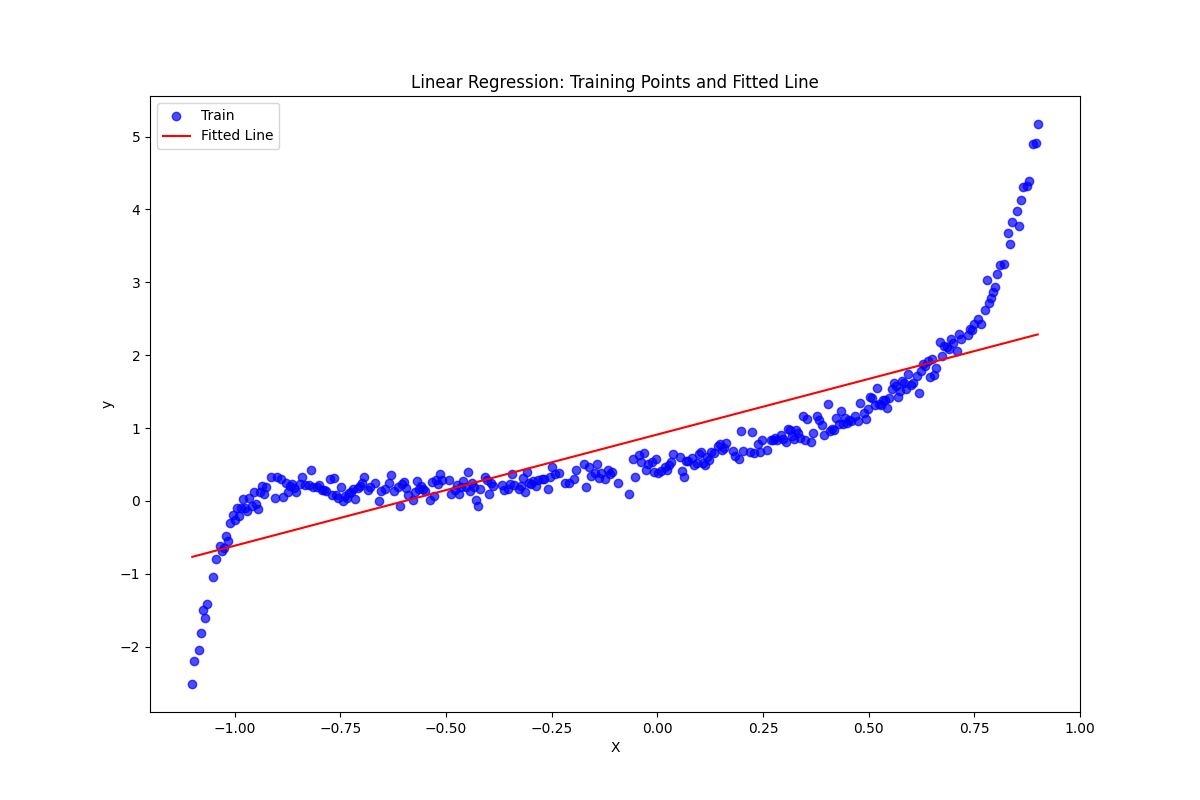 Linear Regression: Training Points and Fitted Line
Train
Fitted Line
5
4
3
2
1
0
−1
−2
y
−1.00 −0.75 −0.50 −0.25 0.00 0.25 0.50 0.75 1.00
X